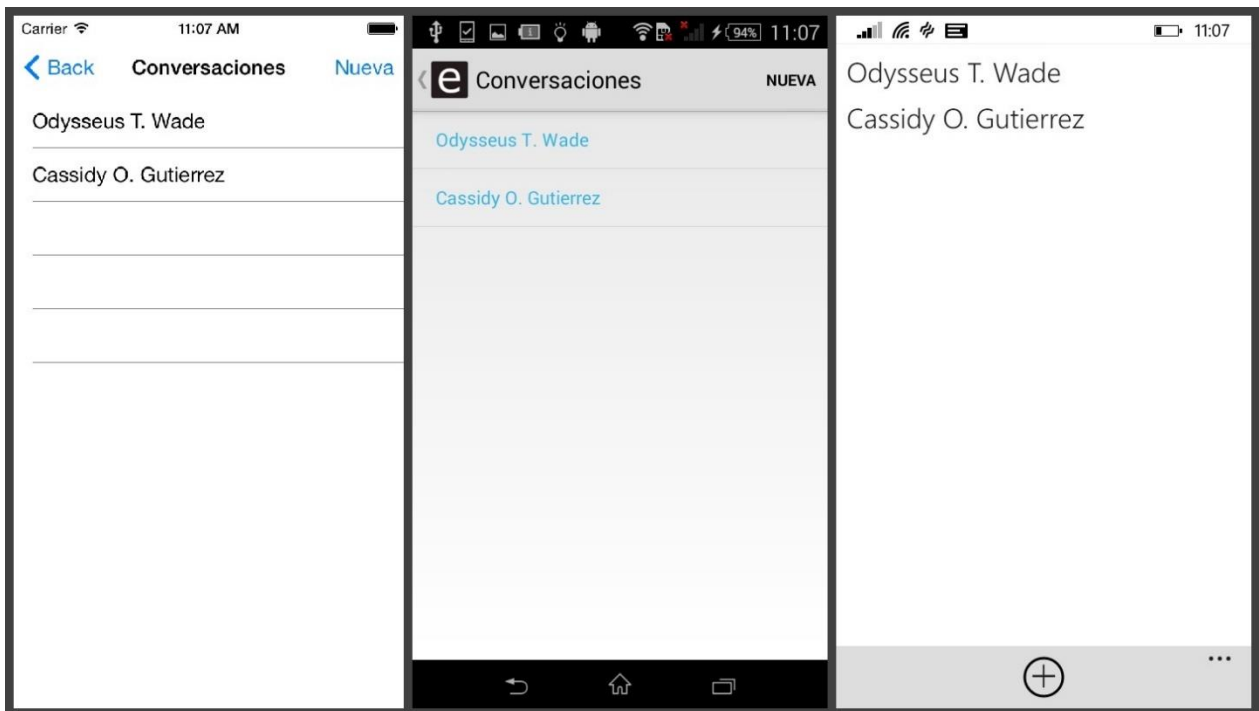 Carrier 11:07 AM
Back Conversaciones Nueva
Odysseus T. Wade
Cassidy O. Gutierrez
94% 11:07
e Conversaciones NUEVA
Odysseus T. Wade
Cassidy O. Gutierrez
11:07
Odysseus T. Wade
Cassidy O. Gutierrez